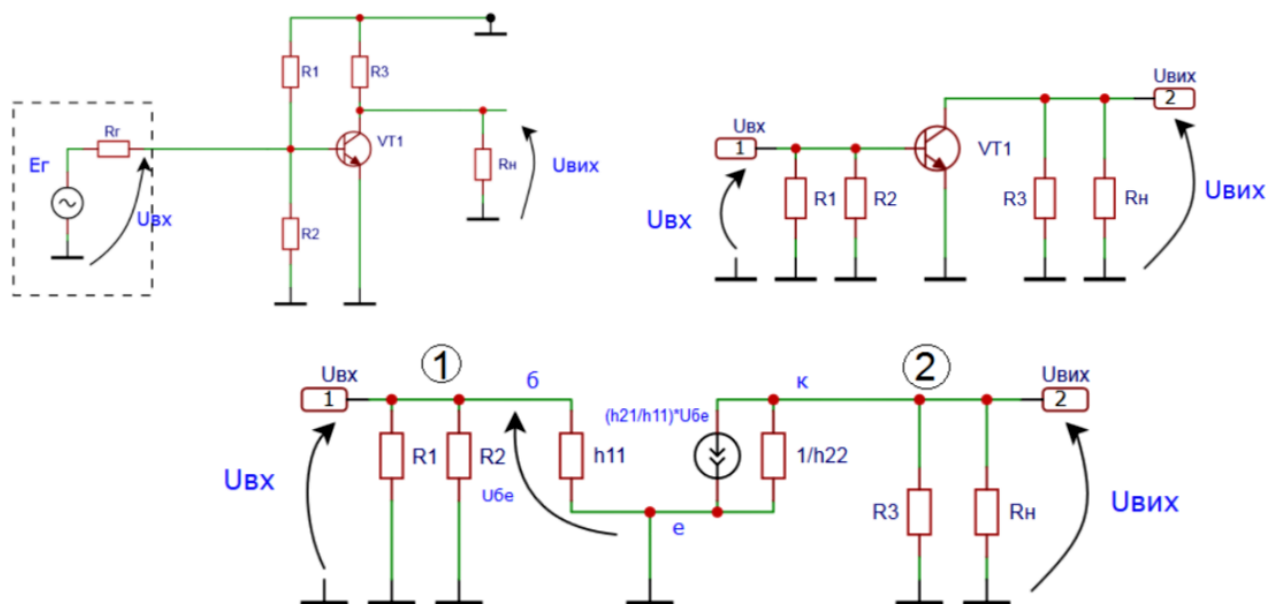 R1
R3
Rг
Eг
VT1
Rн
Uвих
Uвх
R2
Uвих
2
Uвх
1
VT1
R1
R2
R3
Rн
Uвх
Uвих
1
2
Uвх
1
б
к
Uвих
2
(h21/h11)*Uбе
R1
R2
h11
1/h22
Uвх
Uбе
R3
Rн
Uвих
е